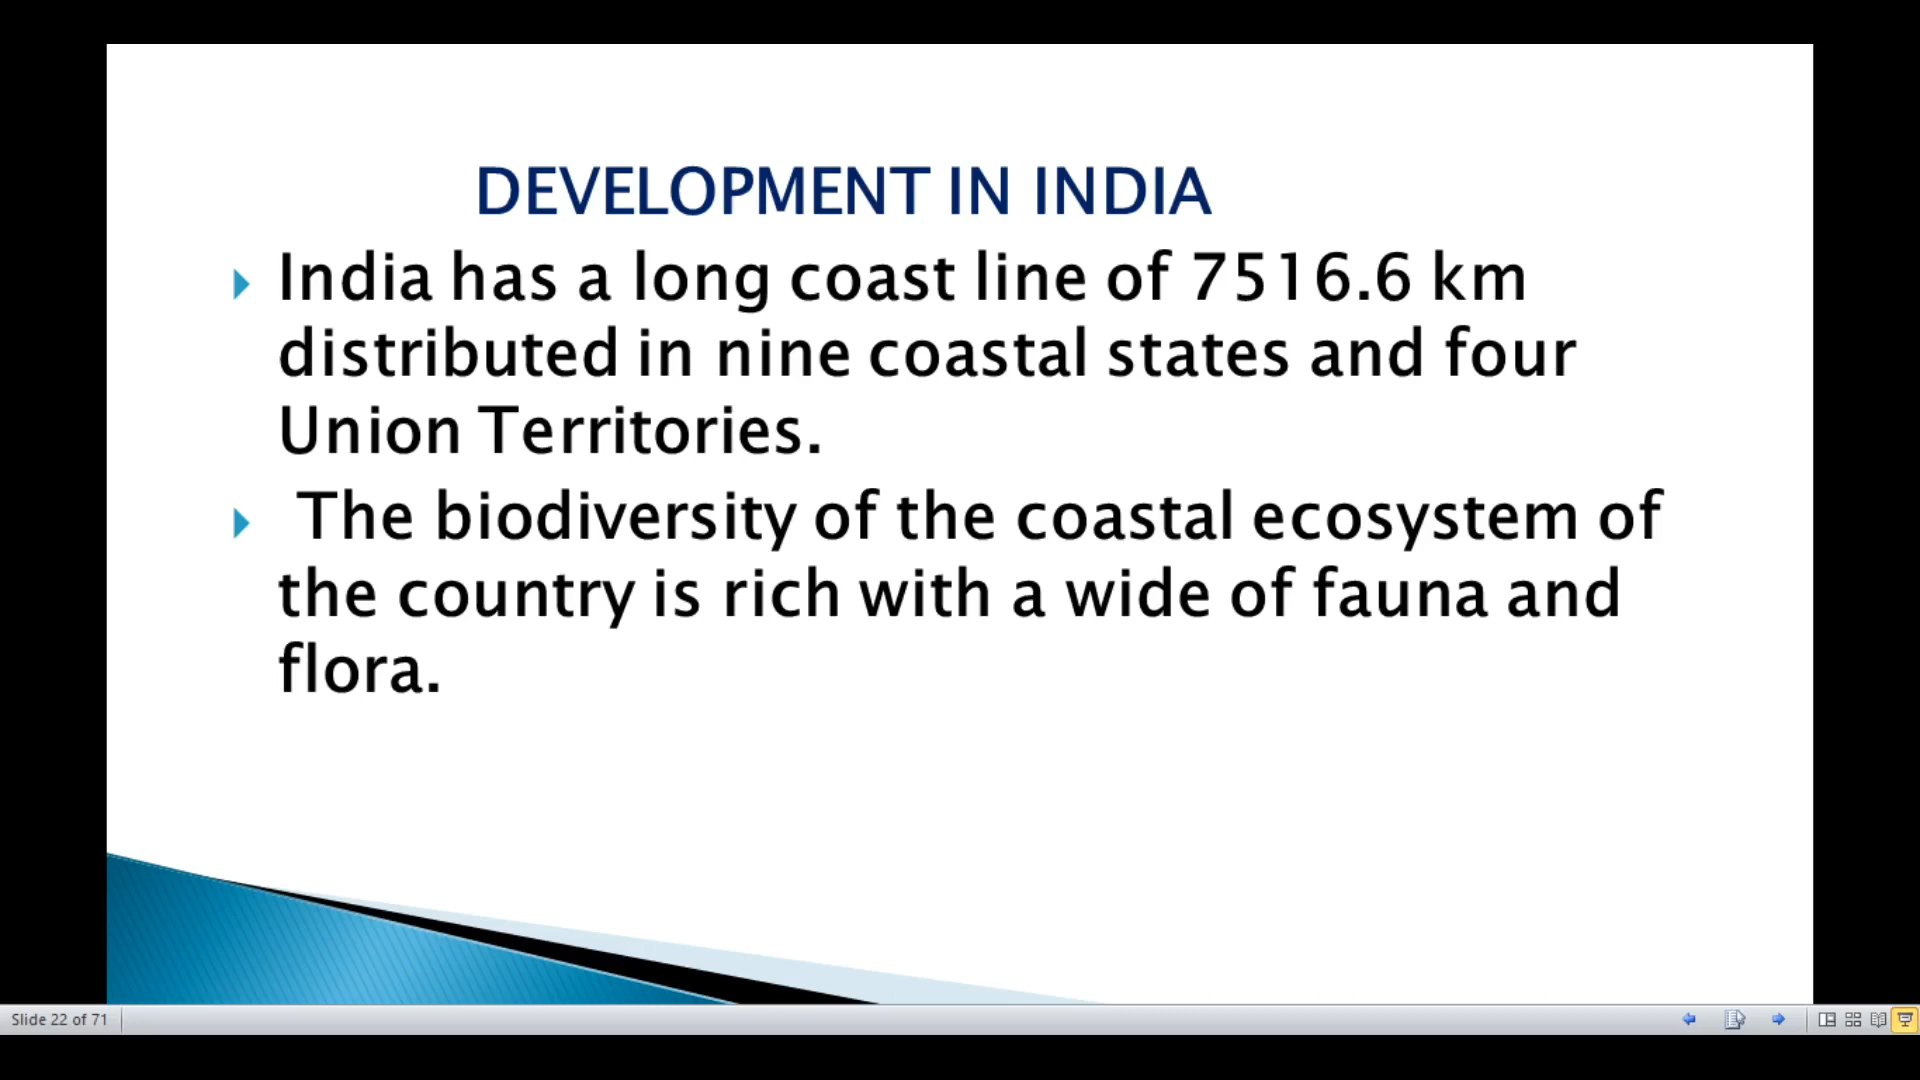 DEVELOPMENT IN INDIA
India has a long coast line of 7516.6 km
distributed in nine coastal states and four
Union Territories.
The biodiversity of the coastal ecosystem of
the country is rich with a wide of fauna and
flora.
Slide 22 of 71